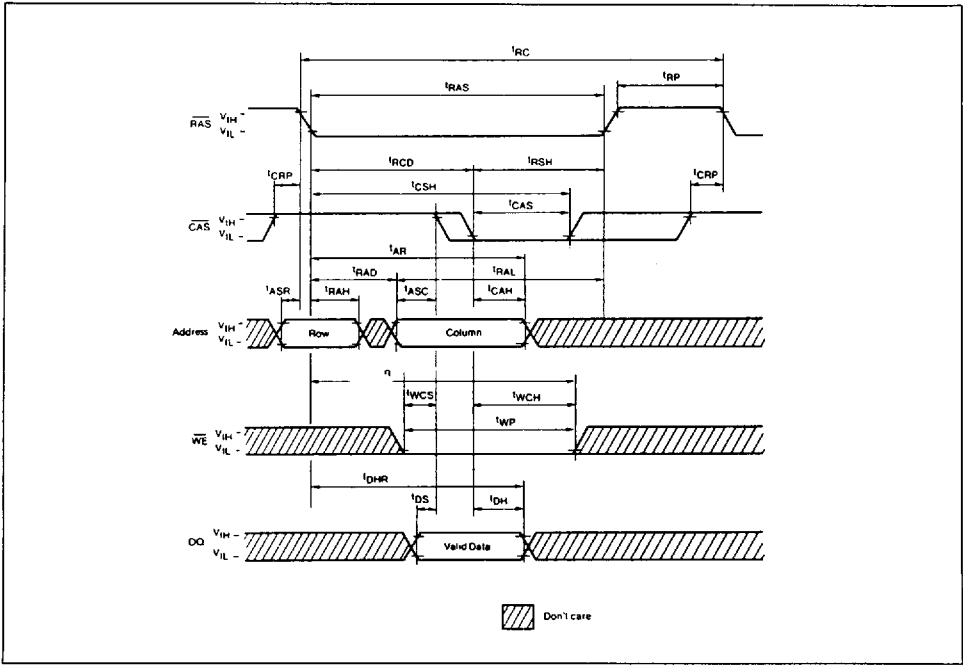 tRC
tRP
tRAS
RAS VIH
VIL
tRCD tRSH
tCRP tCSH tCRP
tCAS
CAS VIH
VIL
tAR
tRAD tRAL
tASR tRAH tASC tCAH
Address VIH
VIL
Row Column
tWCS tWCH
tWP
WE VIH
VIL
tDHR
tDS tDH
DQ VIH
VIL
Valid Data
Don't care